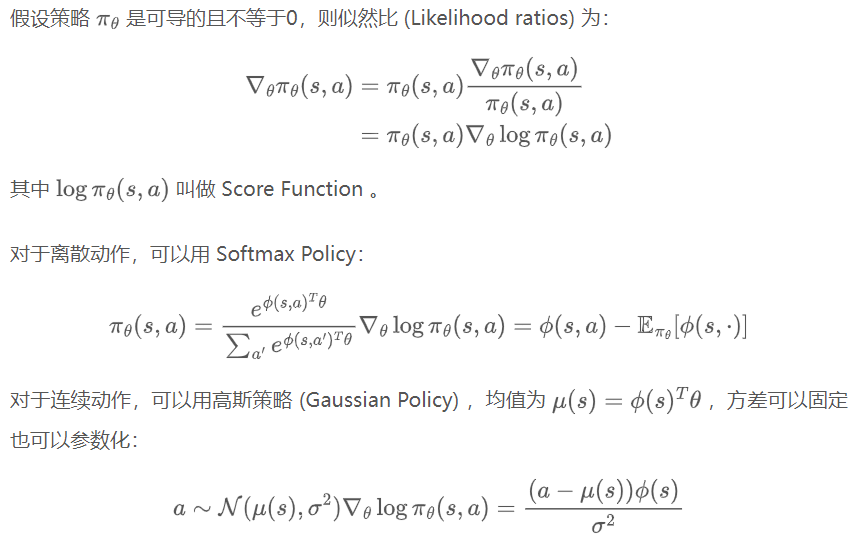 假设策略 $\pi_\theta$ 是可导的且不等于0，则似然比 (Likelihood ratios) 为：
$\nabla_\theta \pi_\theta(s,a) = \pi_\theta(s,a) \frac{\nabla_\theta \pi_\theta(s,a)}{\pi_\theta(s,a)}$
$= \pi_\theta(s,a) \nabla_\theta \log \pi_\theta(s,a)$
其中 $\log \pi_\theta(s,a)$ 叫做 Score Function 。
对于离散动作，可以用 Softmax Policy：
$\pi_\theta(s,a) = \frac{e^{\phi(s,a)^T\theta}}{\sum_{a'} e^{\phi(s,a')^T\theta}} \nabla_\theta \log \pi_\theta(s,a) = \phi(s,a) - \mathbb{E}_{\pi_\theta}[\phi(s,\cdot)]$
对于连续动作，可以用高斯策略 (Gaussian Policy) ，均值为 $\mu(s) = \phi(s)^T\theta$ ，方差可以固定
也可以参数化：
$a \sim \mathcal{N}(\mu(s), \sigma^2) \nabla_\theta \log \pi_\theta(s,a) = \frac{(a - \mu(s))\phi(s)}{\sigma^2}$